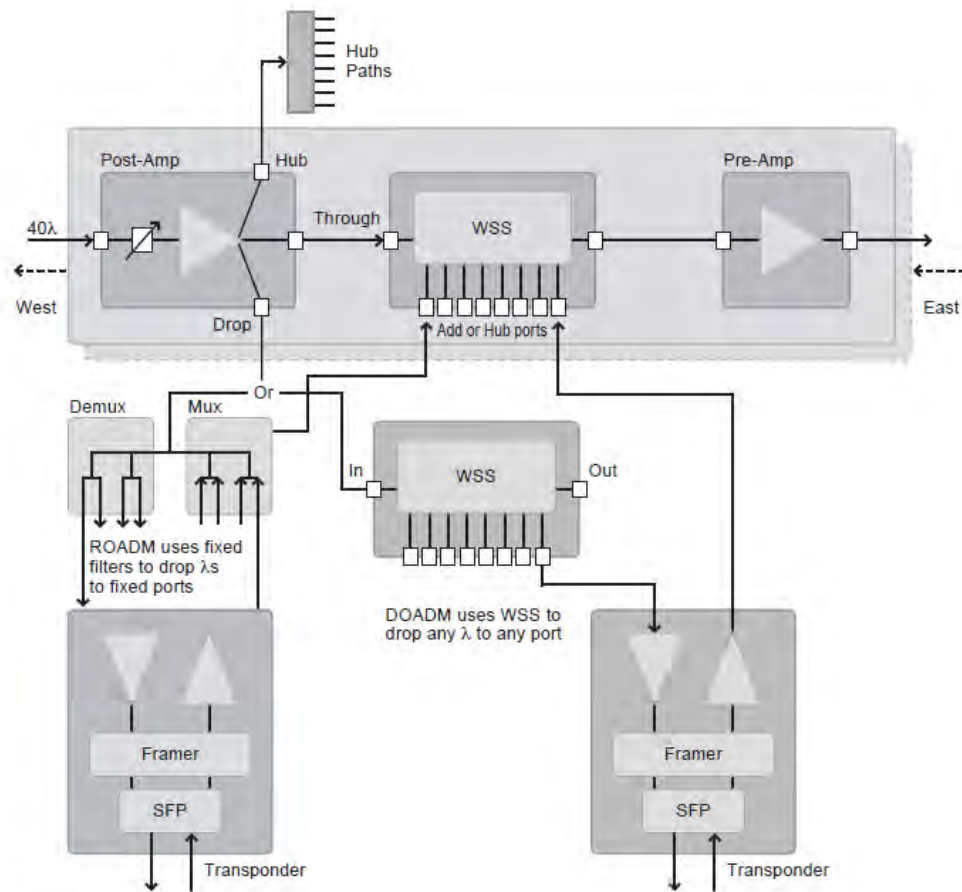 Hub
Paths
Post-Amp
Hub
Pre-Amp
40λ
Through
WSS
West
Drop
Add or Hub ports
East
Or
Demux
Mux
In
WSS
Out
ROADM uses fixed
filters to drop λs
to fixed ports
DOADM uses WSS to
drop any λ to any port
Framer
SFP
Transponder
Framer
SFP
Transponder